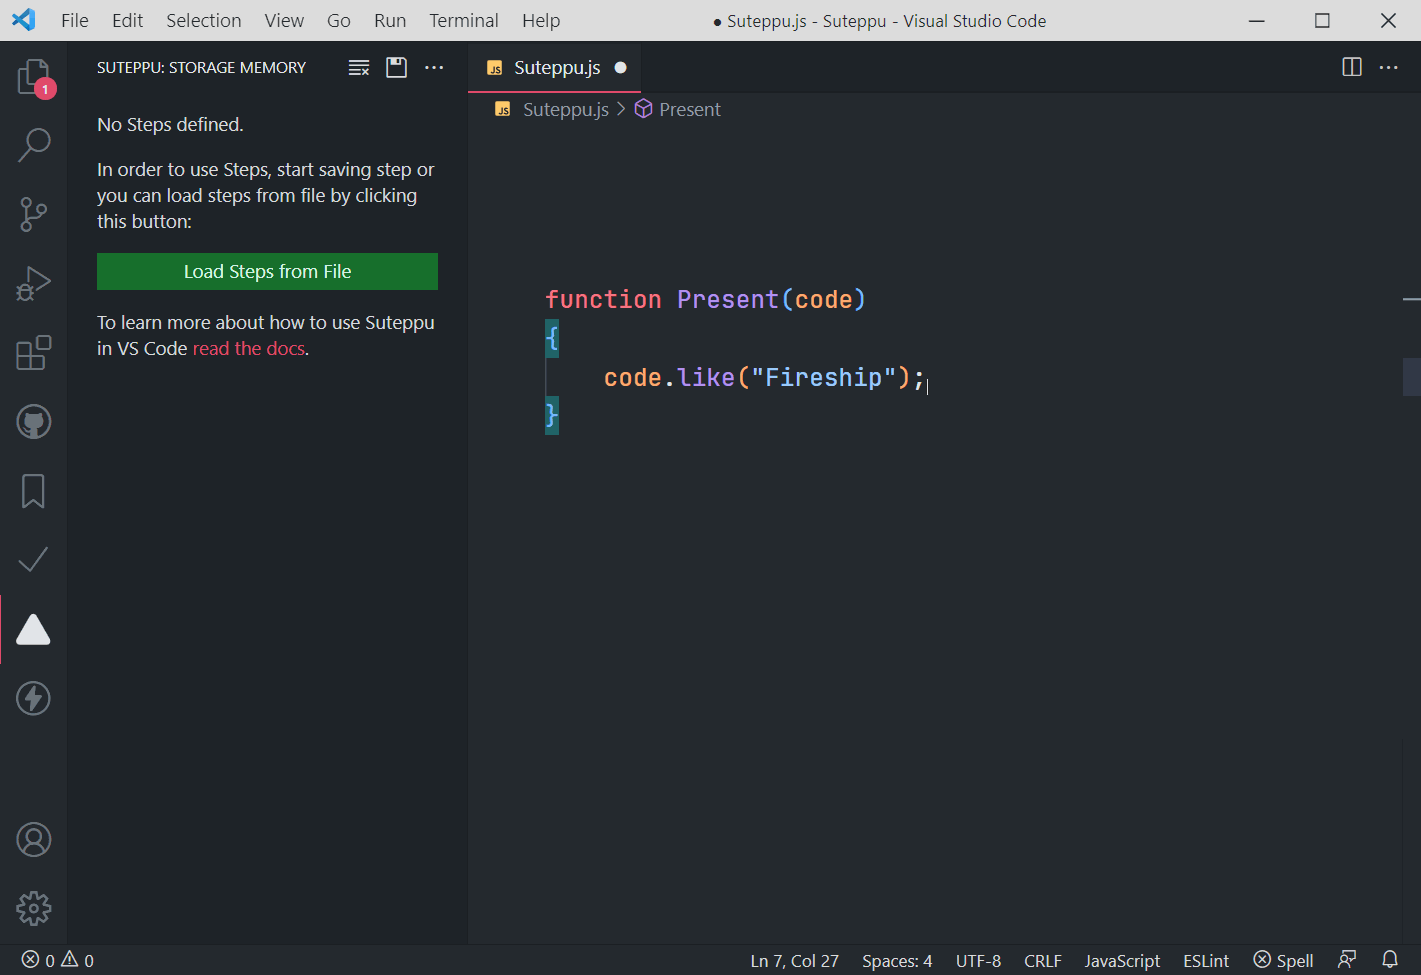 File Edit Selection View Go Run Terminal Help ● Suteppu.js - Suteppu - Visual Studio Code
1
SUTEPPU: STORAGE MEMORY
No Steps defined.
In order to use Steps, start saving step or
you can load steps from file by clicking
this button:
Load Steps from File
To learn more about how to use Suteppu
in VS Code read the docs.
JS Suteppu.js
JS Suteppu.js > Present
function Present(code)
{
code.like("Fireship");
}
0 0 Ln 7, Col 27 Spaces: 4 UTF-8 CRLF JavaScript ESLint Spell